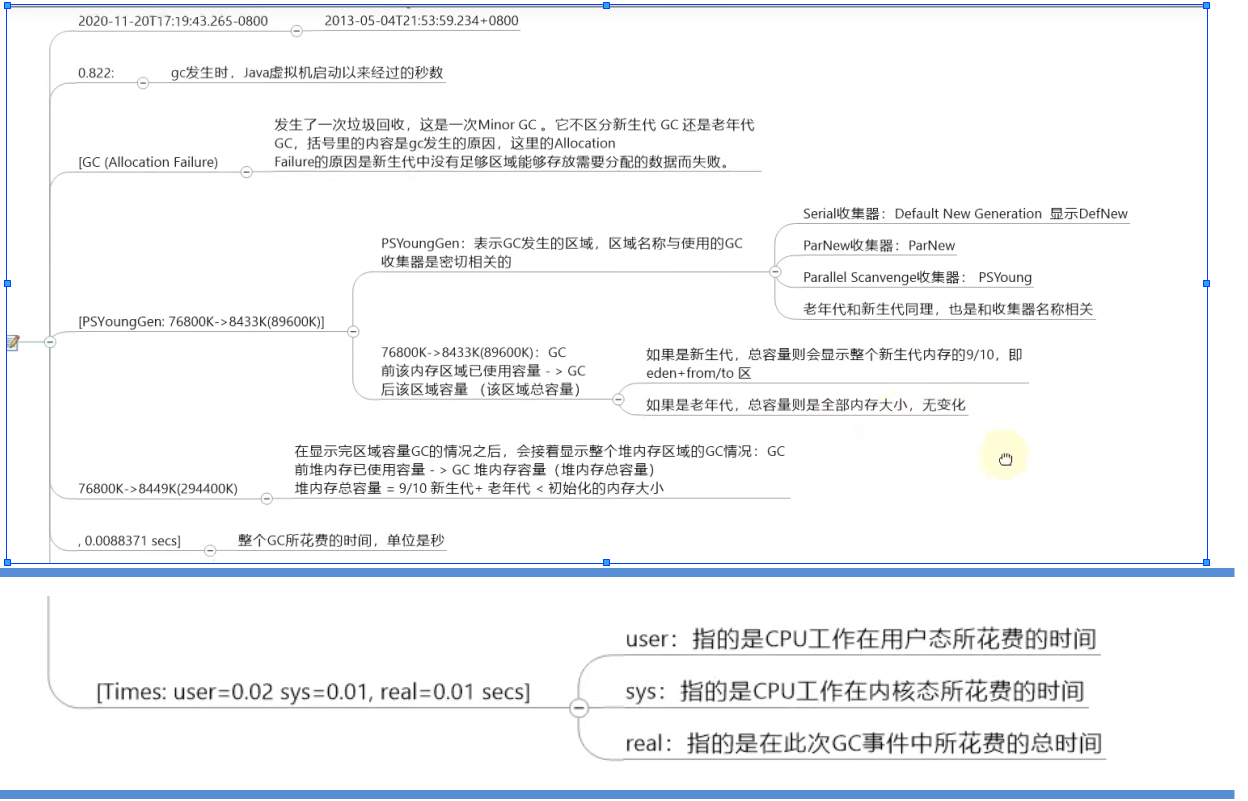 2020-11-20T17:19:43.265-0800
2013-05-04T21:53:59.234+0800
0.822:
gc发生时，Java虚拟机启动以来经过的秒数
[GC (Allocation Failure)
发生了一次垃圾回收，这是一次Minor GC 。它不区分新生代 GC 还是老年代
GC，括号里的内容是gc发生的原因，这里的Allocation
Failure的原因是新生代中没有足够区域能够存放需要分配的数据而失败。
[PSYoungGen: 76800K->8433K(89600K)]
PSYoungGen：表示GC发生的区域，区域名称与使用的GC
收集器是密切相关的
Serial收集器：Default New Generation 显示DefNew
ParNew收集器：ParNew
Parallel Scanvenge收集器： PSYoung
老年代和新生代同理，也是和收集器名称相关
76800K->8433K(89600K)：GC
前该内存区域已使用容量 - > GC
后该区域容量 （该区域总容量）
如果是新生代，总容量则会显示整个新生代内存的9/10，即
eden+from/to 区
如果是老年代，总容量则是全部内存大小，无变化
76800K->8449K(294400K)
在显示完区域容量GC的情况之后，会接着显示整个堆内存区域的GC情况：GC
前堆内存已使用容量 - > GC 堆内存容量（堆内存总容量）
堆内存总容量 = 9/10 新生代+ 老年代 < 初始化的内存大小
, 0.0088371 secs]
整个GC所花费的时间，单位是秒
[Times: user=0.02 sys=0.01, real=0.01 secs]
user：指的是CPU工作在用户态所花费的时间
sys：指的是CPU工作在内核态所花费的时间
real：指的是在此次GC事件中所花费的总时间